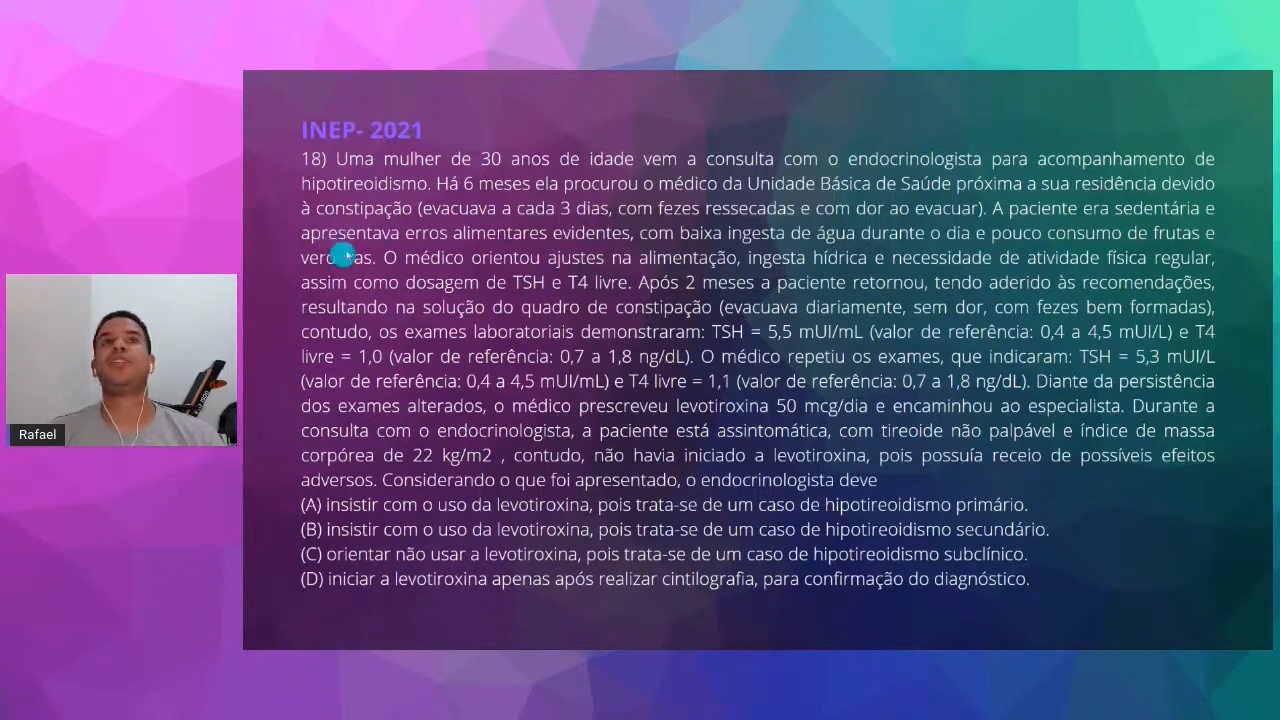 INEP- 2021
18) Uma mulher de 30 anos de idade vem a consulta com o endocrinologista para acompanhamento de
hipotireoidismo. Há 6 meses ela procurou o médico da Unidade Básica de Saúde próxima a sua residência devido
à constipação (evacuava a cada 3 dias, com fezes ressecadas e com dor ao evacuar). A paciente era sedentária e
apresentava erros alimentares evidentes, com baixa ingesta de água durante o dia e pouco consumo de frutas e
O médico orientou ajustes na alimentação, ingesta hídrica e necessidade de atividade física regular,
assim como dosagem de TSH e T4 livre. Após 2 meses a paciente retornou, tendo aderido às recomendações,
resultando na solução do quadro de constipação (evacuava diariamente, sem dor, com fezes bem formadas),
contudo, os exames laboratoriais demonstraram: TSH = 5,5 mUI/mL (valor de referência: 0,4 a 4,5 mUI/L) e T4
livre = 1,0 (valor de referência: 0,7 a 1,8 ng/dL). O médico repetiu os exames, que indicaram: TSH = 5,3 mUI/L
(valor de referência: 0,4 a 4,5 mUI/mL) e T4 livre = 1,1 (valor de referência: 0,7 a 1,8 ng/dL). Diante da persistência
dos exames alterados, o médico prescreveu levotiroxina 50 mcg/dia e encaminhou ao especialista. Durante a
consulta com o endocrinologista, a paciente está assintomática, com tireoide não palpável e índice de massa
corpórea de 22 kg/m2 , contudo, não havia iniciado a levotiroxina, pois possuía receio de possíveis efeitos
adversos. Considerando o que foi apresentado, o endocrinologista deve
(A) insistir com o uso da levotiroxina, pois trata-se de um caso de hipotireoidismo primário.
(B) insistir com o uso da levotiroxina, pois trata-se de um caso de hipotireoidismo secundário.
(C) orientar não usar a levotiroxina, pois trata-se de um caso de hipotireoidismo subclínico.
(D) iniciar a levotiroxina apenas após realizar cintilografia, para confirmação do diagnóstico.
Rafael